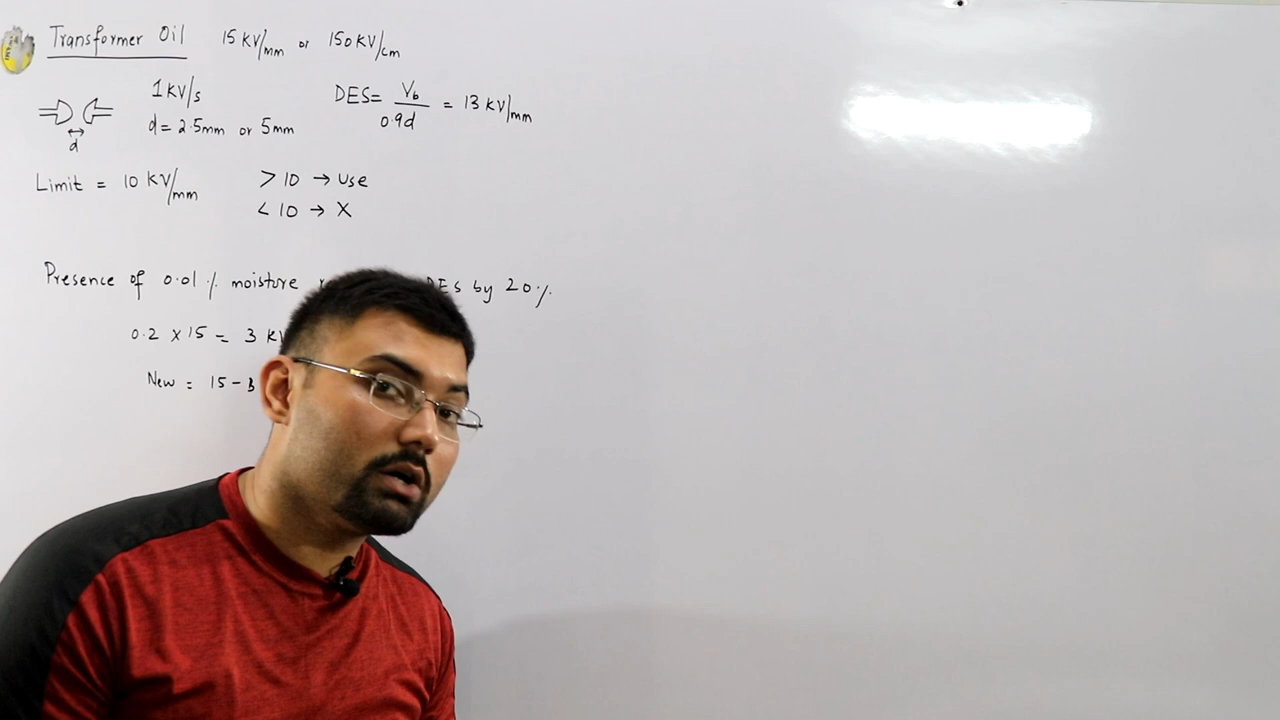 Transformer Oil 15 KV/mm or 150 KV/cm
1 KV/s
d = 2.5mm or 5mm
DES = Vb / 0.9d = 13 KV/mm
d
Limit = 10 KV/mm
> 10 → use
< 10 → X
Presence of 0.01 % moisture DES by 20 %
0.2 × 15 = 3
New = 15 - 3